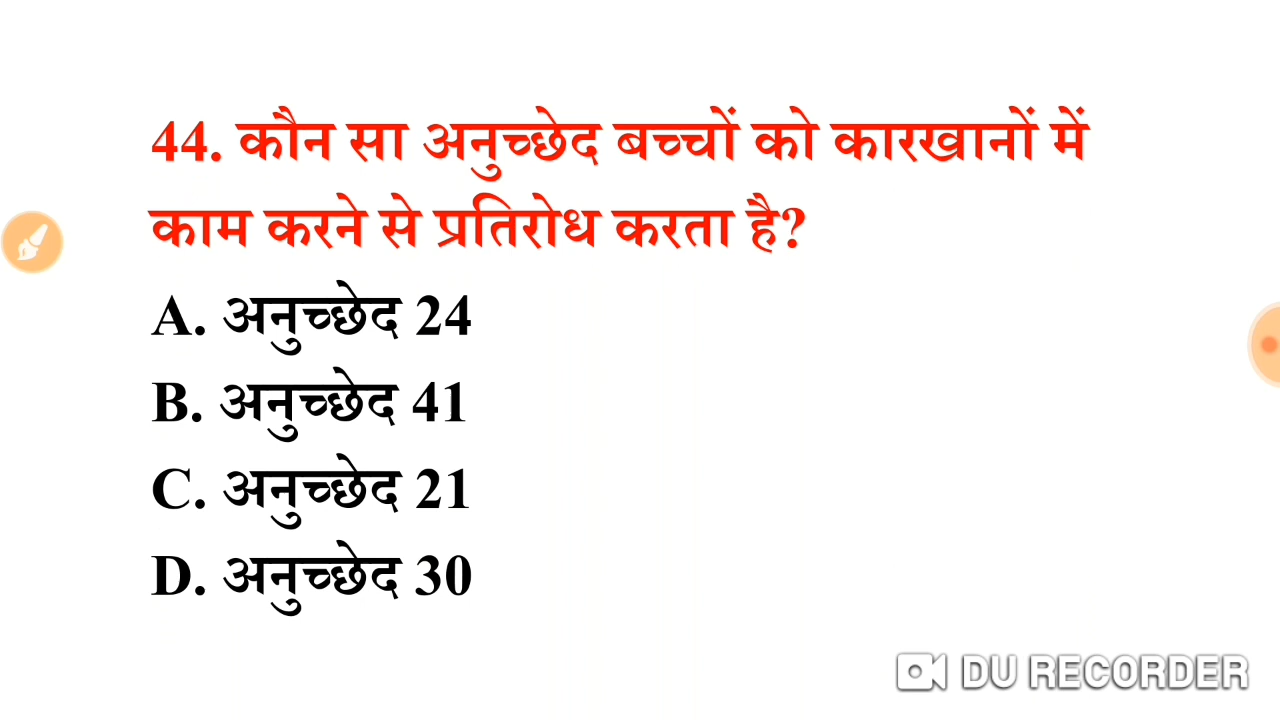 44. कौन सा अनुच्छेद बच्चों को कारखानों में
काम करने से प्रतिरोध करता है?
A. अनुच्छेद 24
B. अनुच्छेद 41
C. अनुच्छेद 21
D. अनुच्छेद 30
DU RECORDER